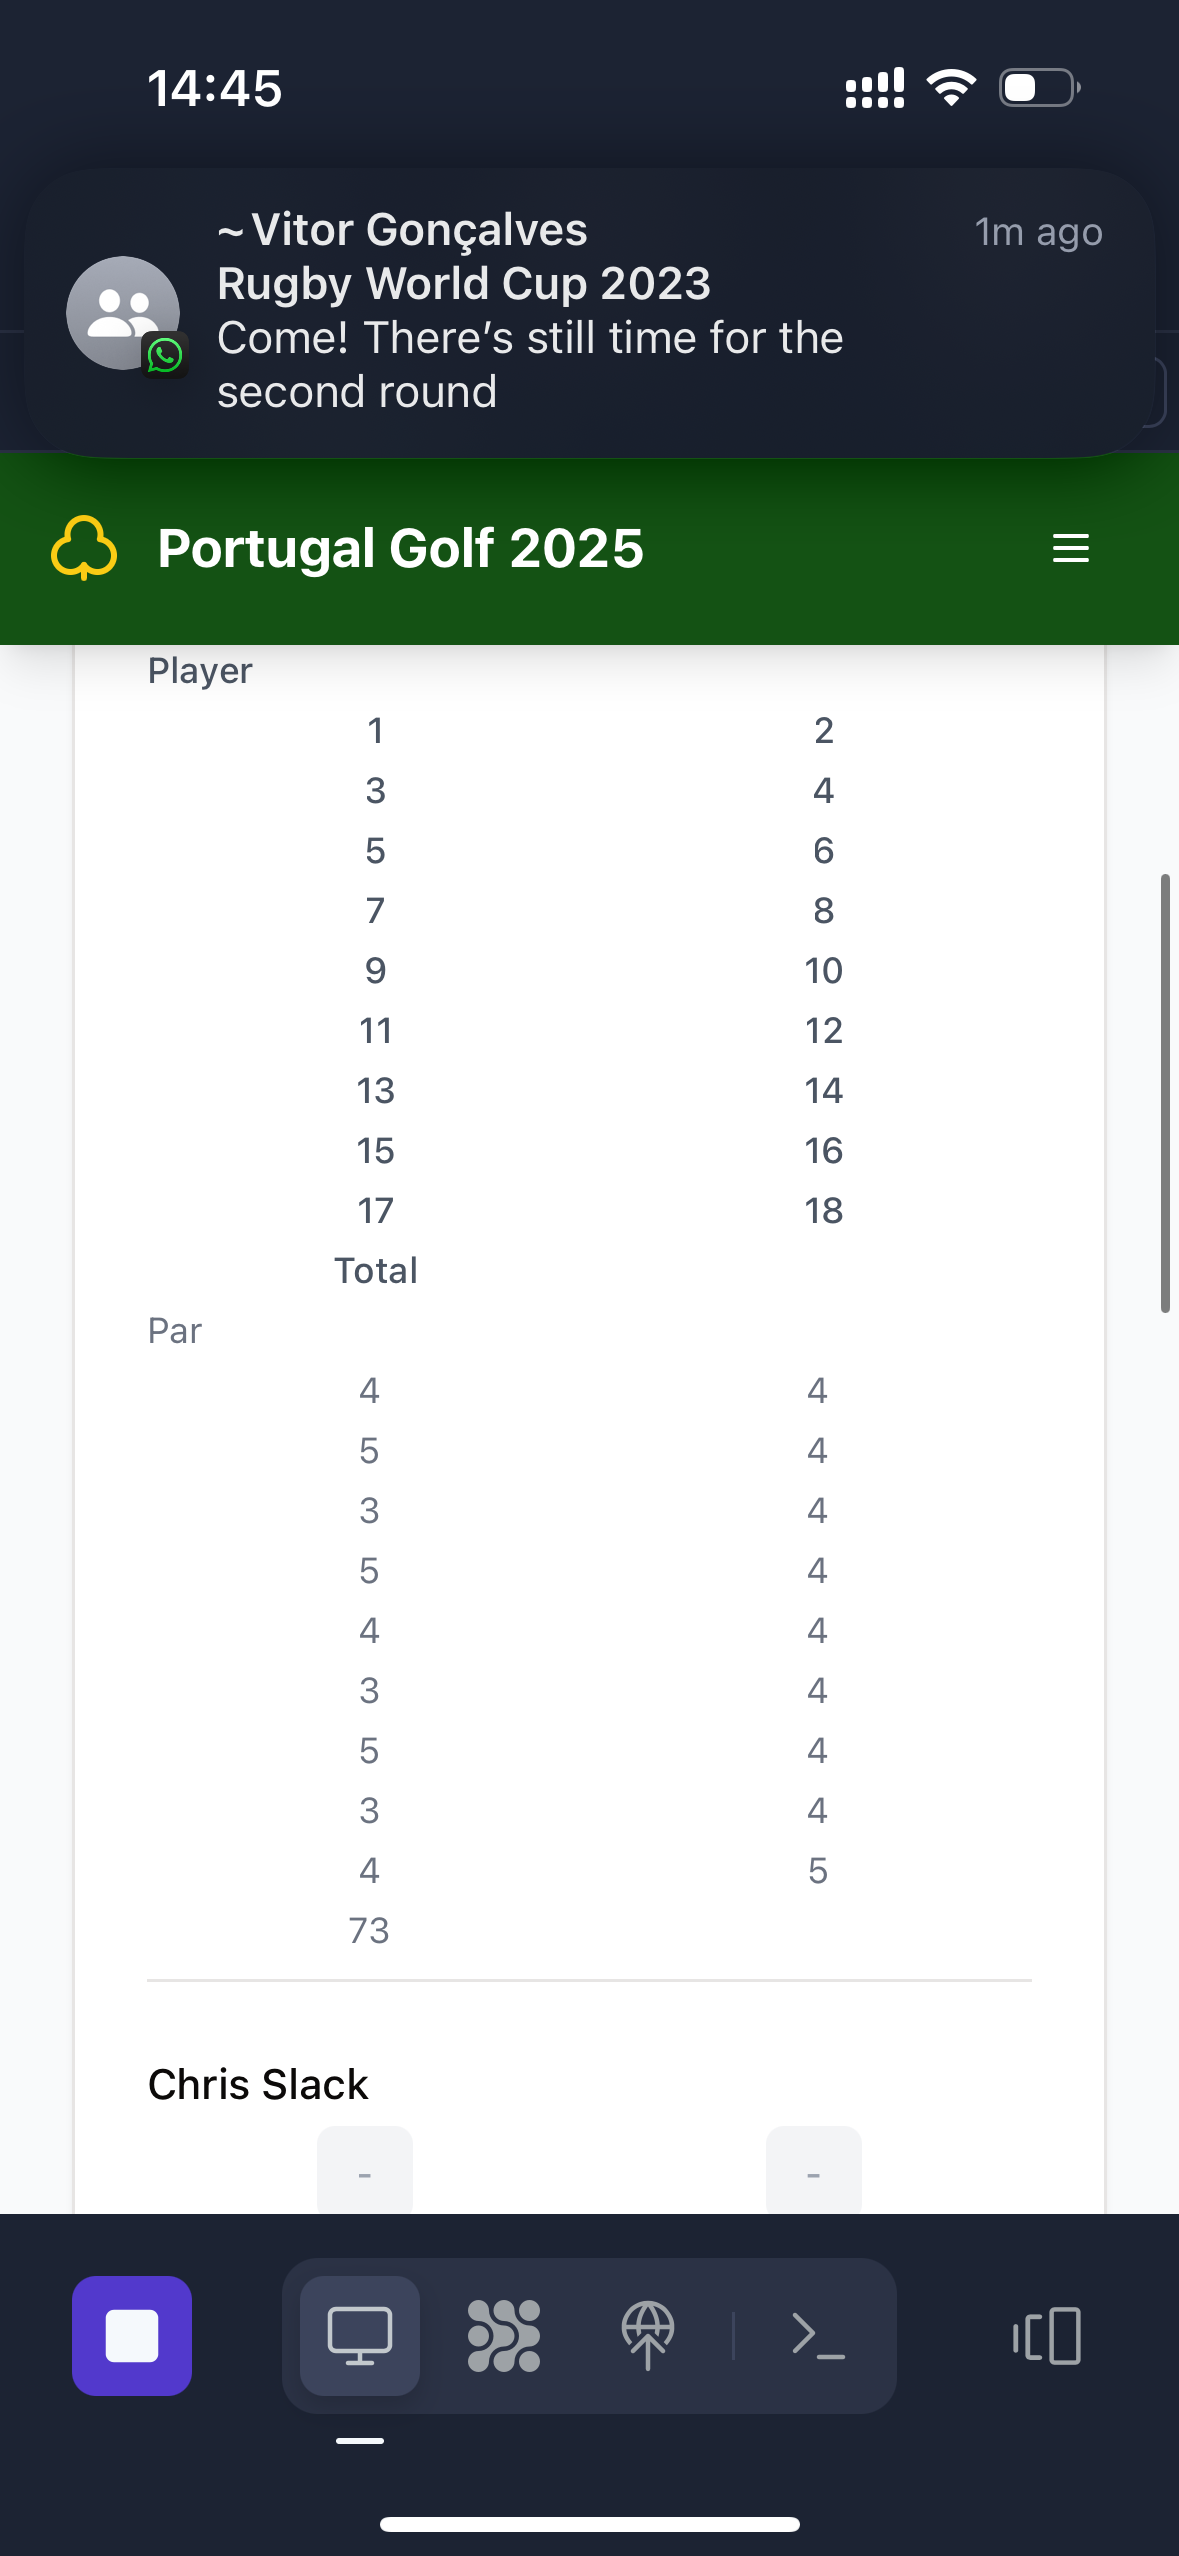 14:45
~Vitor Gonçalves
1m ago
Rugby World Cup 2023
Come! There's still time for the
second round
Portugal Golf 2025
Player
1 2
3 4
5 6
7 8
9 10
11 12
13 14
15 16
17 18
Total
Par
4 4
5 4
3 4
5 4
4 4
3 4
5 4
3 4
4 5
73
Chris Slack
- -